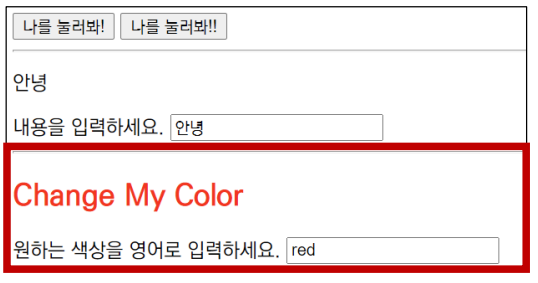 나를 눌러봐! 나를 눌러봐!!
안녕
내용을 입력하세요. 안녕
Change My Color
원하는 색상을 영어로 입력하세요. red